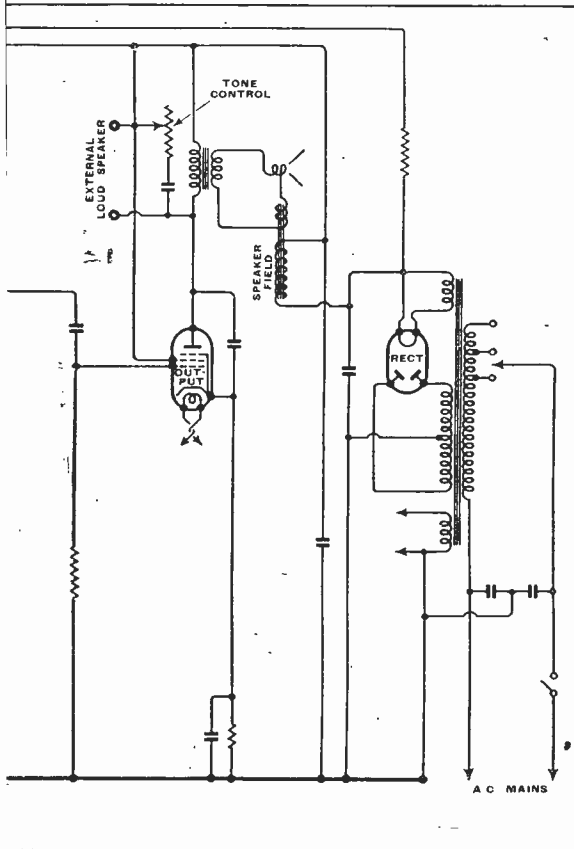 TONE
CONTROL
EXTERNAL
LOUD SPEAKER
SPEAKER
FIELD
RECT
OUT-
PUT
A C MAINS